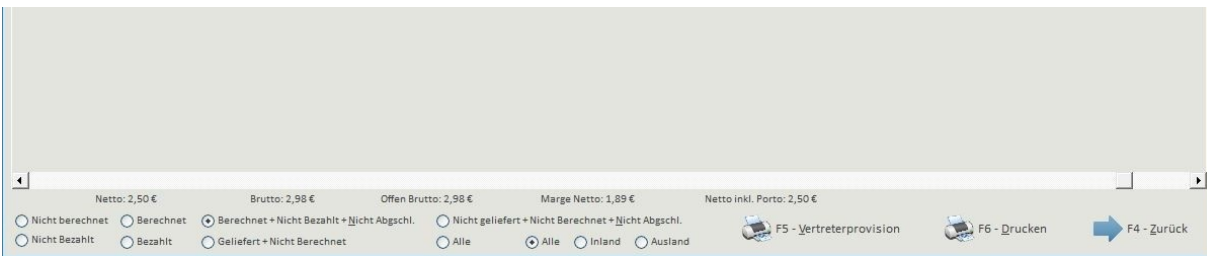 Netto: 2,50 € Brutto: 2,98 € Offen Brutto: 2,98 € Marge Netto: 1,89 € Netto inkl. Porto: 2,50 €
Nicht berechnet Berechnet Berechnet + Nicht Bezahlt + Nicht Abgschl. Nicht geliefert + Nicht Berechnet + Nicht Abgschl.
F5 - Vertreterprovision F6 - Drucken F4 - Zurück
Nicht Bezahlt Bezahlt Geliefert + Nicht Berechnet Alle Alle Inland Ausland